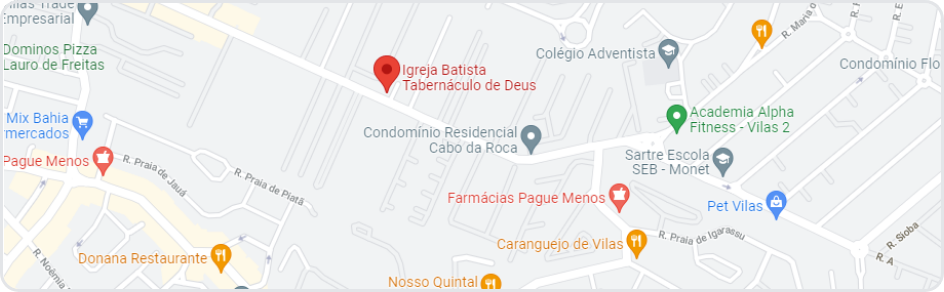 Vilas Trade
Empresarial
Dominos Pizza
Lauro de Freitas
Igreja Batista
Tabernáculo de Deus
Colégio Adventista
R. Maria
Condomínio Flo
Mix Bahia
rmercados
Academia Alpha
Fitness - Vilas 2
Condomínio Residencial
Cabo da Roca
Pague Menos
R. Praia de Jauá
R. Praia de Piatã
Sartre Escola
SEB - Monet
Farmácias Pague Menos
Pet Vilas
R. Praia de Igarassu
R. Sioba
R. A
Caranguejo de Vilas
Donana Restaurante
R. Noêmia
Nosso Quintal